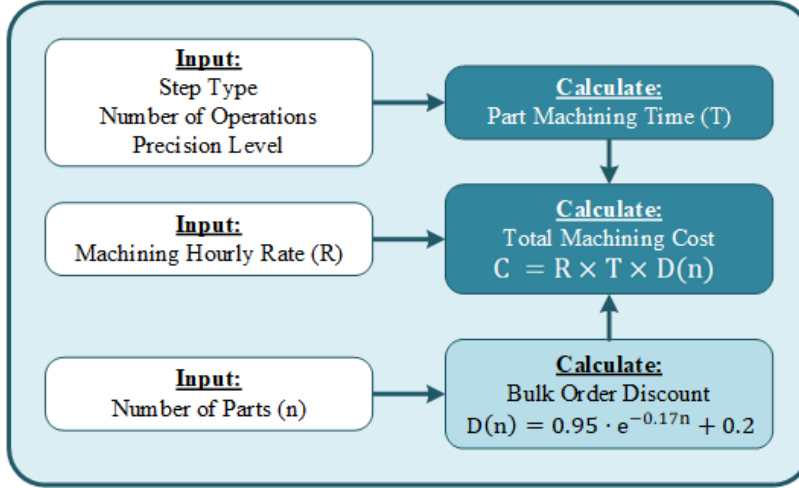 Input:
Step Type
Number of Operations
Precision Level
Calculate:
Part Machining Time (T)
Input:
Machining Hourly Rate (R)
Calculate:
Total Machining Cost
C = R × T × D(n)
Input:
Number of Parts (n)
Calculate:
Bulk Order Discount
D(n) = 0.95 · e^−0.17n + 0.2